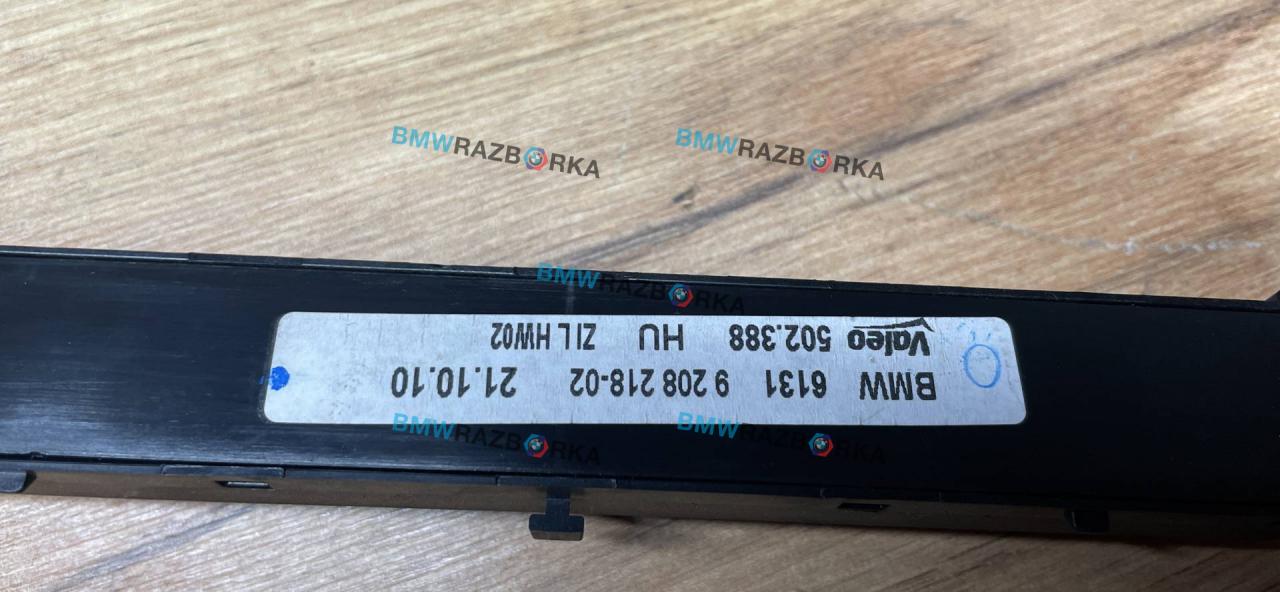 BMWRAZBORKA
BMWRAZBORKA
BMWRAZBORKA
BMW 6131 9 208 218-02 21.10.10
Valeo 502.388 HU ZIL HW02
BMWRAZBORKA
BMWRAZBORKA